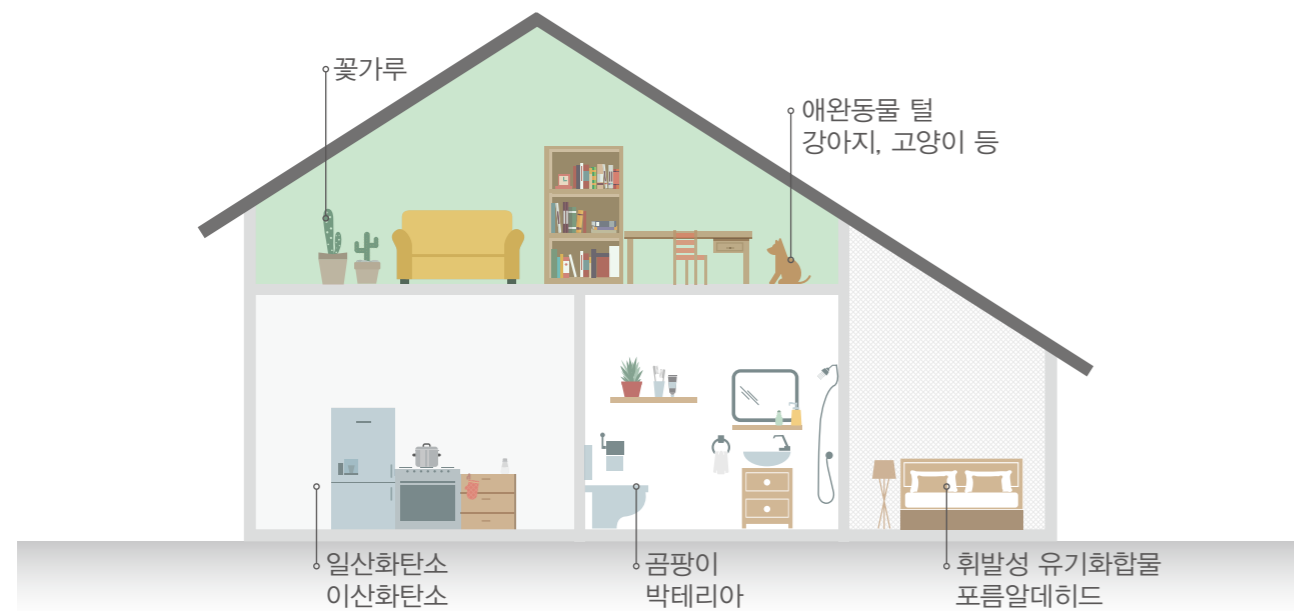 꽃가루
애완동물 털
강아지, 고양이 등
일산화탄소
이산화탄소
곰팡이
박테리아
휘발성 유기화합물
포름알데히드